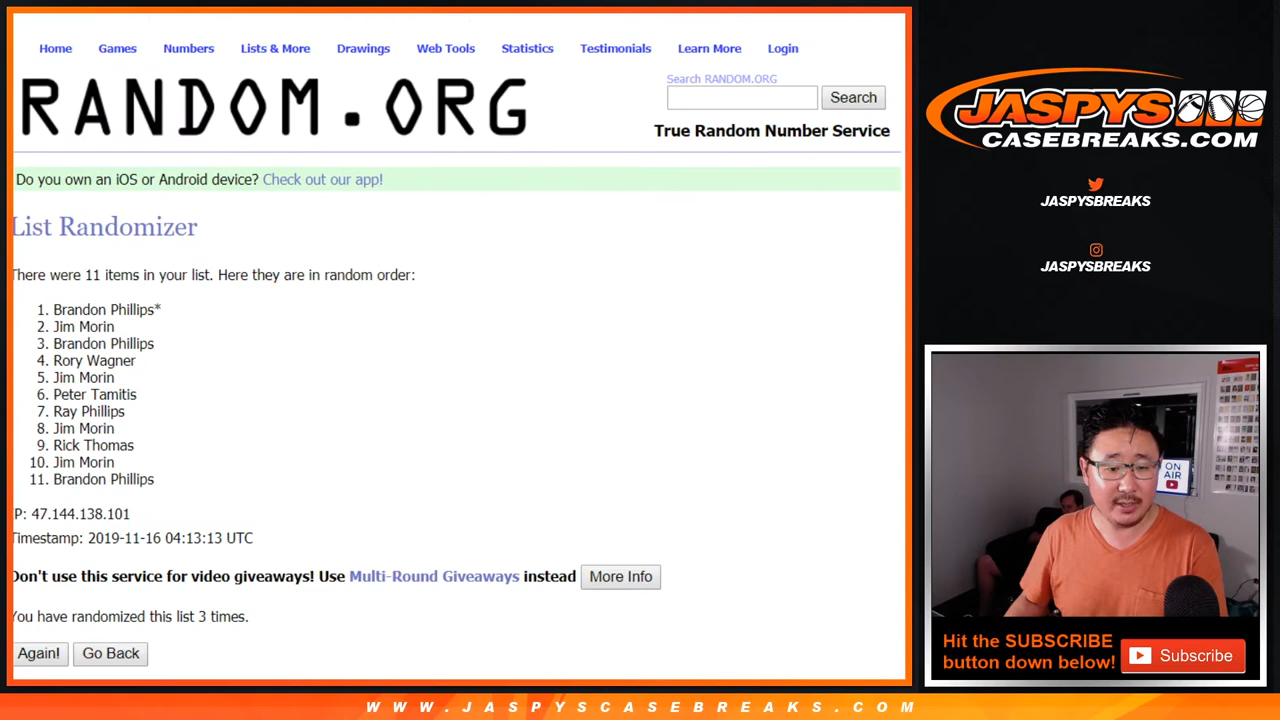 Home Games Numbers Lists & More Drawings Web Tools Statistics Testimonials Learn More Login
RANDOM.ORG
Search RANDOM.ORG
Search
True Random Number Service
Do you own an iOS or Android device? Check out our app!
List Randomizer
There were 11 items in your list. Here they are in random order:
1. Brandon Phillips*
2. Jim Morin
3. Brandon Phillips
4. Rory Wagner
5. Jim Morin
6. Peter Tamitis
7. Ray Phillips
8. Jim Morin
9. Rick Thomas
10. Jim Morin
11. Brandon Phillips
IP: 47.144.138.101
Timestamp: 2019-11-16 04:13:13 UTC
Don't use this service for video giveaways! Use Multi-Round Giveaways instead More Info
You have randomized this list 3 times.
Again! Go Back
JASPYS
CASEBREAKS.COM
JASPYSBREAKS
JASPYSBREAKS
ON
AIR
Hit the SUBSCRIBE
button down below!
Subscribe
WWW.JASPYSCASEBREAKS.COM